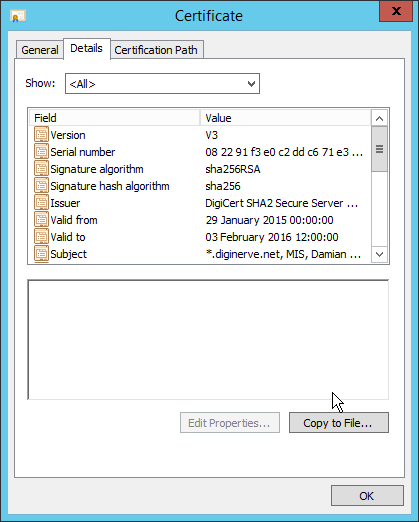 Certificate
x
General Details Certification Path
Show: <All>
Field Value
Version V3
Serial number 08 22 91 f3 e0 c2 dd c6 71 e3 ...
Signature algorithm sha256RSA
Signature hash algorithm sha256
Issuer DigiCert SHA2 Secure Server ...
Valid from 29 January 2015 00:00:00
Valid to 03 February 2016 12:00:00
Subject *.diginerve.net, MIS, Damian ...
Edit Properties... Copy to File...
OK